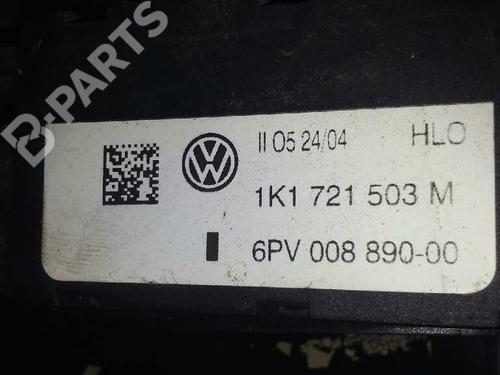 B-PARTS
II 05 24/04 HLO
1K1 721 503 M
6PV 008 890-00